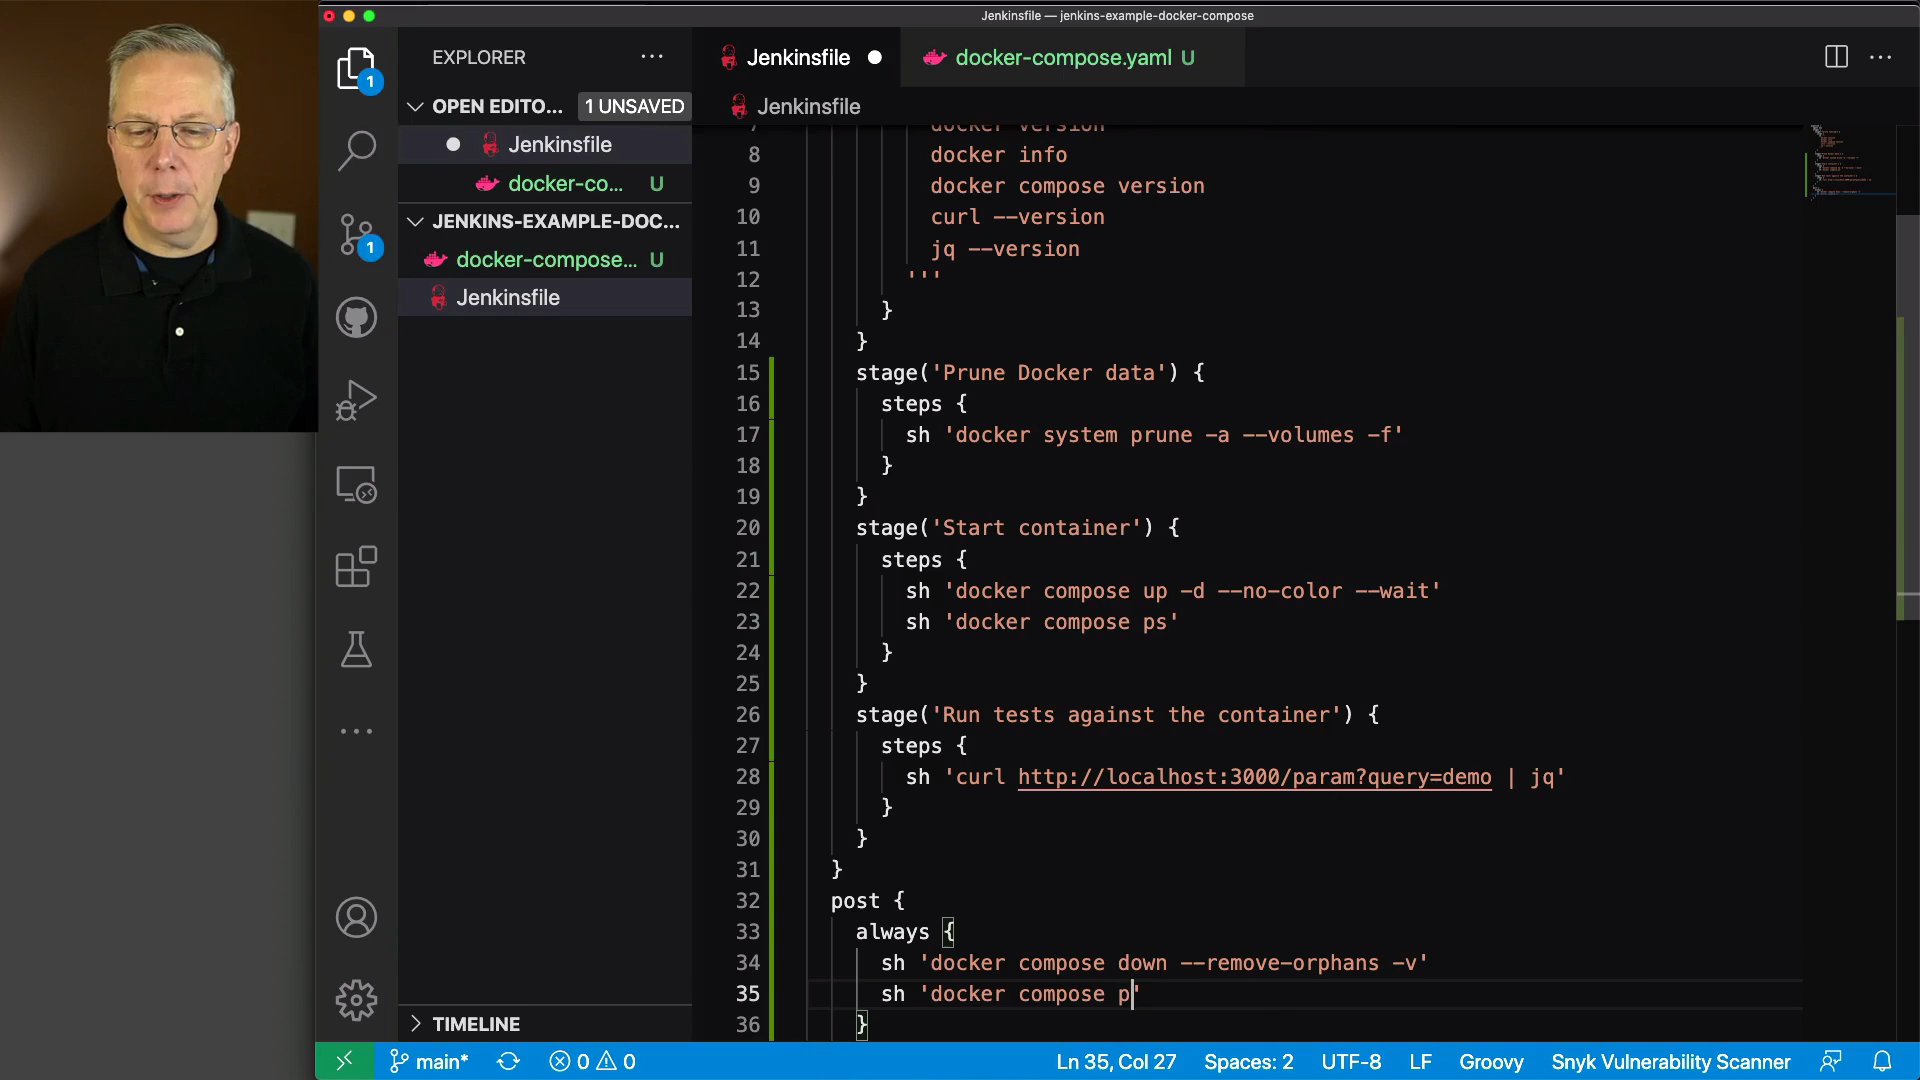 Jenkinsfile — jenkins-example-docker-compose
EXPLORER
OPEN EDITO... 1 UNSAVED
Jenkinsfile
docker-co... U
JENKINS-EXAMPLE-DOC...
docker-compose... U
Jenkinsfile
TIMELINE
1
1
Jenkinsfile
docker-compose.yaml U
Jenkinsfile
7 docker version
8 docker info
9 docker compose version
10 curl --version
11 jq --version
12 '''
13 }
14 }
15 stage('Prune Docker data') {
16 steps {
17 sh 'docker system prune -a --volumes -f'
18 }
19 }
20 stage('Start container') {
21 steps {
22 sh 'docker compose up -d --no-color --wait'
23 sh 'docker compose ps'
24 }
25 }
26 stage('Run tests against the container') {
27 steps {
28 sh 'curl http://localhost:3000/param?query=demo | jq'
29 }
30 }
31 }
32 post {
33 always {
34 sh 'docker compose down --remove-orphans -v'
35 sh 'docker compose p'
36 }
main* 0 0 Ln 35, Col 27 Spaces: 2 UTF-8 LF Groovy Snyk Vulnerability Scanner